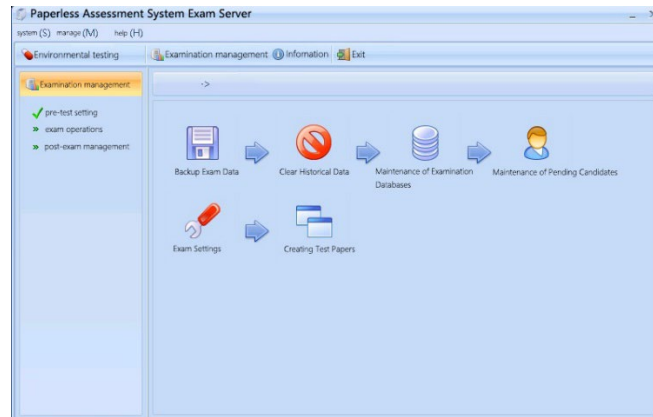 Paperless Assessment System Exam Server
system (S) manage (M) help (H)
Environmental testing Examination management Information Exit
Examination management ->
pre-test setting
exam operations
post-exam management
Backup Exam Data Clear Historical Data Maintenance of Examination Databases Maintenance of Pending Candidates
Exam Settings Creating Test Papers